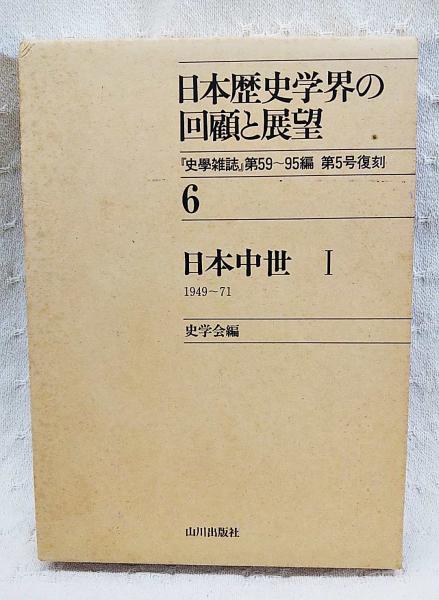 日本歴史学界の
回顧と展望
『史學雑誌』第59～95編 第5号復刻
6
日本中世 Ⅰ
1949～71
史学会編
山川出版社